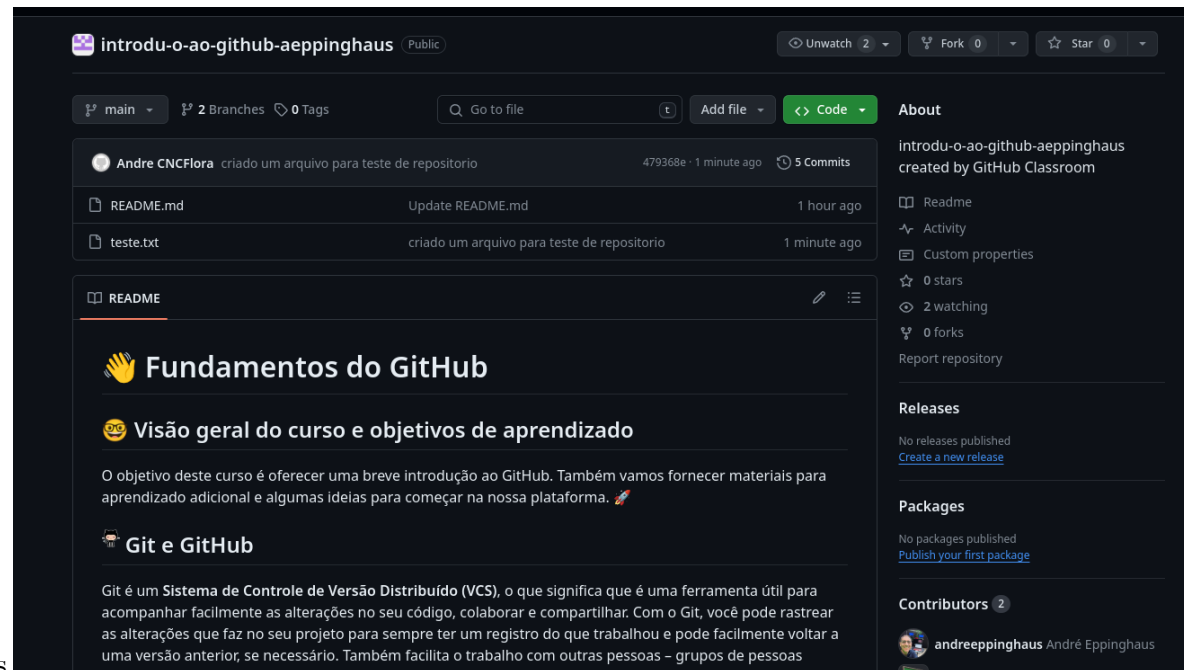 introdu-o-ao-github-aeppinghaus Public
Unwatch 2 Fork 0 Star 0
main 2 Branches 0 Tags Go to file t Add file Code
Andre CNCFlora criado um arquivo para teste de repositorio 479368e · 1 minute ago 5 Commits
README.md Update README.md 1 hour ago
teste.txt criado um arquivo para teste de repositorio 1 minute ago
README
👋 Fundamentos do GitHub
🤓 Visão geral do curso e objetivos de aprendizado
O objetivo deste curso é oferecer uma breve introdução ao GitHub. Também vamos fornecer materiais para
aprendizado adicional e algumas ideias para começar na nossa plataforma. 🚀
Git e GitHub
Git é um Sistema de Controle de Versão Distribuído (VCS), o que significa que é uma ferramenta útil para
acompanhar facilmente as alterações no seu código, colaborar e compartilhar. Com o Git, você pode rastrear
as alterações que faz no seu projeto para sempre ter um registro do que trabalhou e pode facilmente voltar a
uma versão anterior, se necessário. Também facilita o trabalho com outras pessoas – grupos de pessoas
About
introdu-o-ao-github-aeppinghaus
created by GitHub Classroom
Readme
Activity
Custom properties
0 stars
2 watching
0 forks
Report repository
Releases
No releases published
Create a new release
Packages
No packages published
Publish your first package
Contributors 2
andreeppinghaus André Eppinghaus